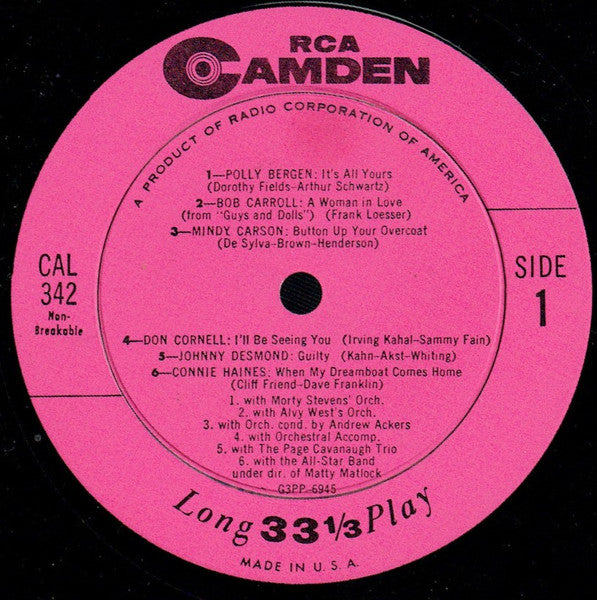 RCA
CAMDEN
A PRODUCT OF RADIO CORPORATION OF AMERICA
1—POLLY BERGEN: It's All Yours
(Dorothy Fields-Arthur Schwartz)
2—BOB CARROLL: A Woman in Love
(from "Guys and Dolls") (Frank Loesser)
3—MINDY CARSON: Button Up Your Overcoat
(De Sylva-Brown-Henderson)
CAL
342
Non-
Breakable
SIDE
1
4—DON CORNELL: I'll Be Seeing You (Irving Kahal-Sammy Fain)
5—JOHNNY DESMOND: Guilty (Kahn-Akst-Whiting)
6—CONNIE HAINES: When My Dreamboat Comes Home
(Cliff Friend-Dave Franklin)
1. with Morty Stevens' Orch.
2. with Alvy West's Orch.
3. with Orch. cond. by Andrew Ackers
4. with Orchestral Accomp.
5. with The Page Cavanaugh Trio
6. with the All-Star Band
under dir. of Matty Matlock
G3PP-6945
Long 33 1/3 Play
MADE IN U. S. A.